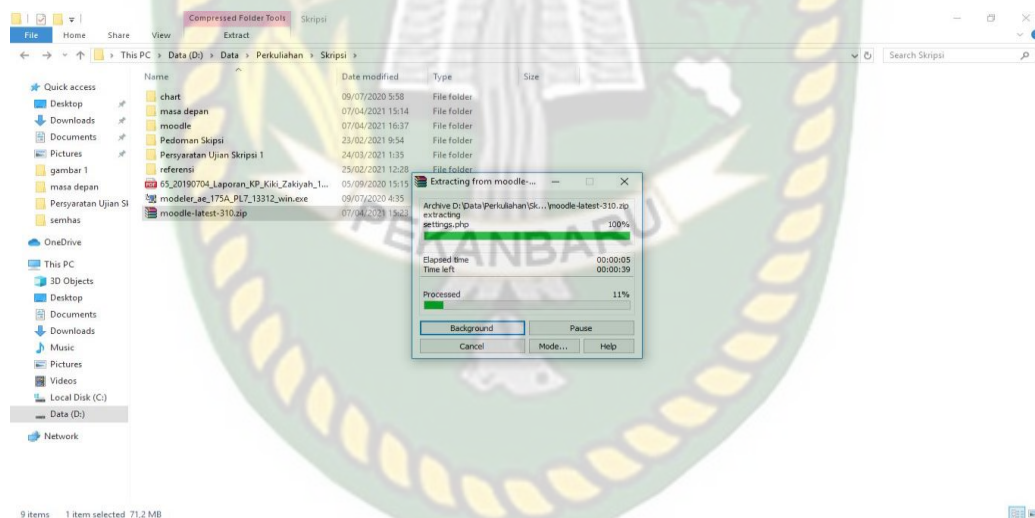 Compressed Folder Tools Skripsi
File Home Share View Extract
This PC > Data (D:) > Data > Perkuliahan > Skripsi >
Search Skripsi
Name Date modified Type Size
Quick access
Desktop
Downloads
Documents
Pictures
gambar 1
masa depan
Persyaratan Ujian Sk
semhas
OneDrive
This PC
3D Objects
Desktop
Documents
Downloads
Music
Pictures
Videos
Local Disk (C:)
Data (D:)
Network
chart 09/07/2020 5:58 File folder
masa depan 07/04/2021 15:14 File folder
moodle 07/04/2021 16:37 File folder
Pedoman Skipsi 23/02/2021 9:54 File folder
Persyaratan Ujian Skripsi 1 24/03/2021 1:35 File folder
referensi 25/02/2021 12:28 File folder
65_20190704_Laporan_KP_Kiki_Zakiyah_1... 05/09/2020 15:15
modeler_ae_175A_PL7_13312_win.exe 09/07/2020 4:35
moodle-latest-310.zip 07/04/2021 15:23
Extracting from moodle-...
Archive D:\Data\Perkuliahan\Sk...\moodle-latest-310.zip
extracting
settings.php 100%
Elapsed time 00:00:05
Time left 00:00:39
Processed 11%
Background Pause
Cancel Mode... Help
PEKANBARU
9 items 1 item selected 71,2 MB